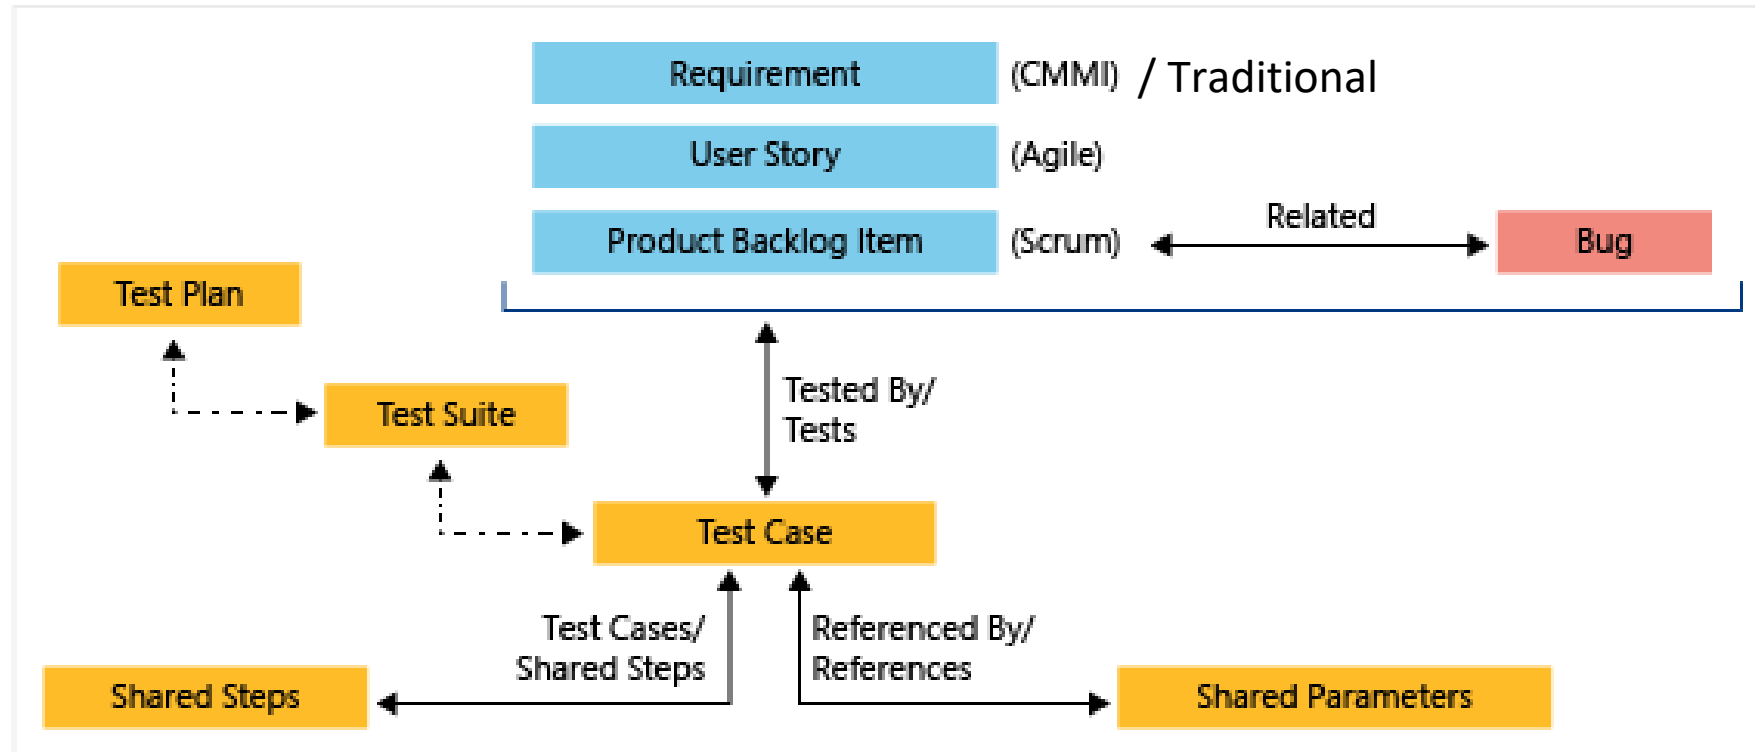 Requirement (CMMI) / Traditional
User Story (Agile)
Product Backlog Item (Scrum) Related Bug
Test Plan
Test Suite
Tested By/
Tests
Test Case
Test Cases/
Shared Steps
Referenced By/
References
Shared Steps
Shared Parameters